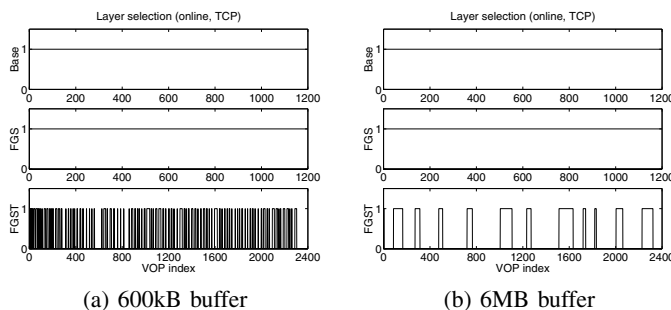 Layer selection (online, TCP)
Base
1
0
0 200 400 600 800 1000 1200
FGS
1
0
0 200 400 600 800 1000 1200
FGST
1
0
0 400 800 1200 1600 2000 2400
VOP index
(a) 600kB buffer
Layer selection (online, TCP)
Base
1
0
0 200 400 600 800 1000 1200
FGS
1
0
0 200 400 600 800 1000 1200
FGST
1
0
0 400 800 1200 1600 2000 2400
VOP index
(b) 6MB buffer